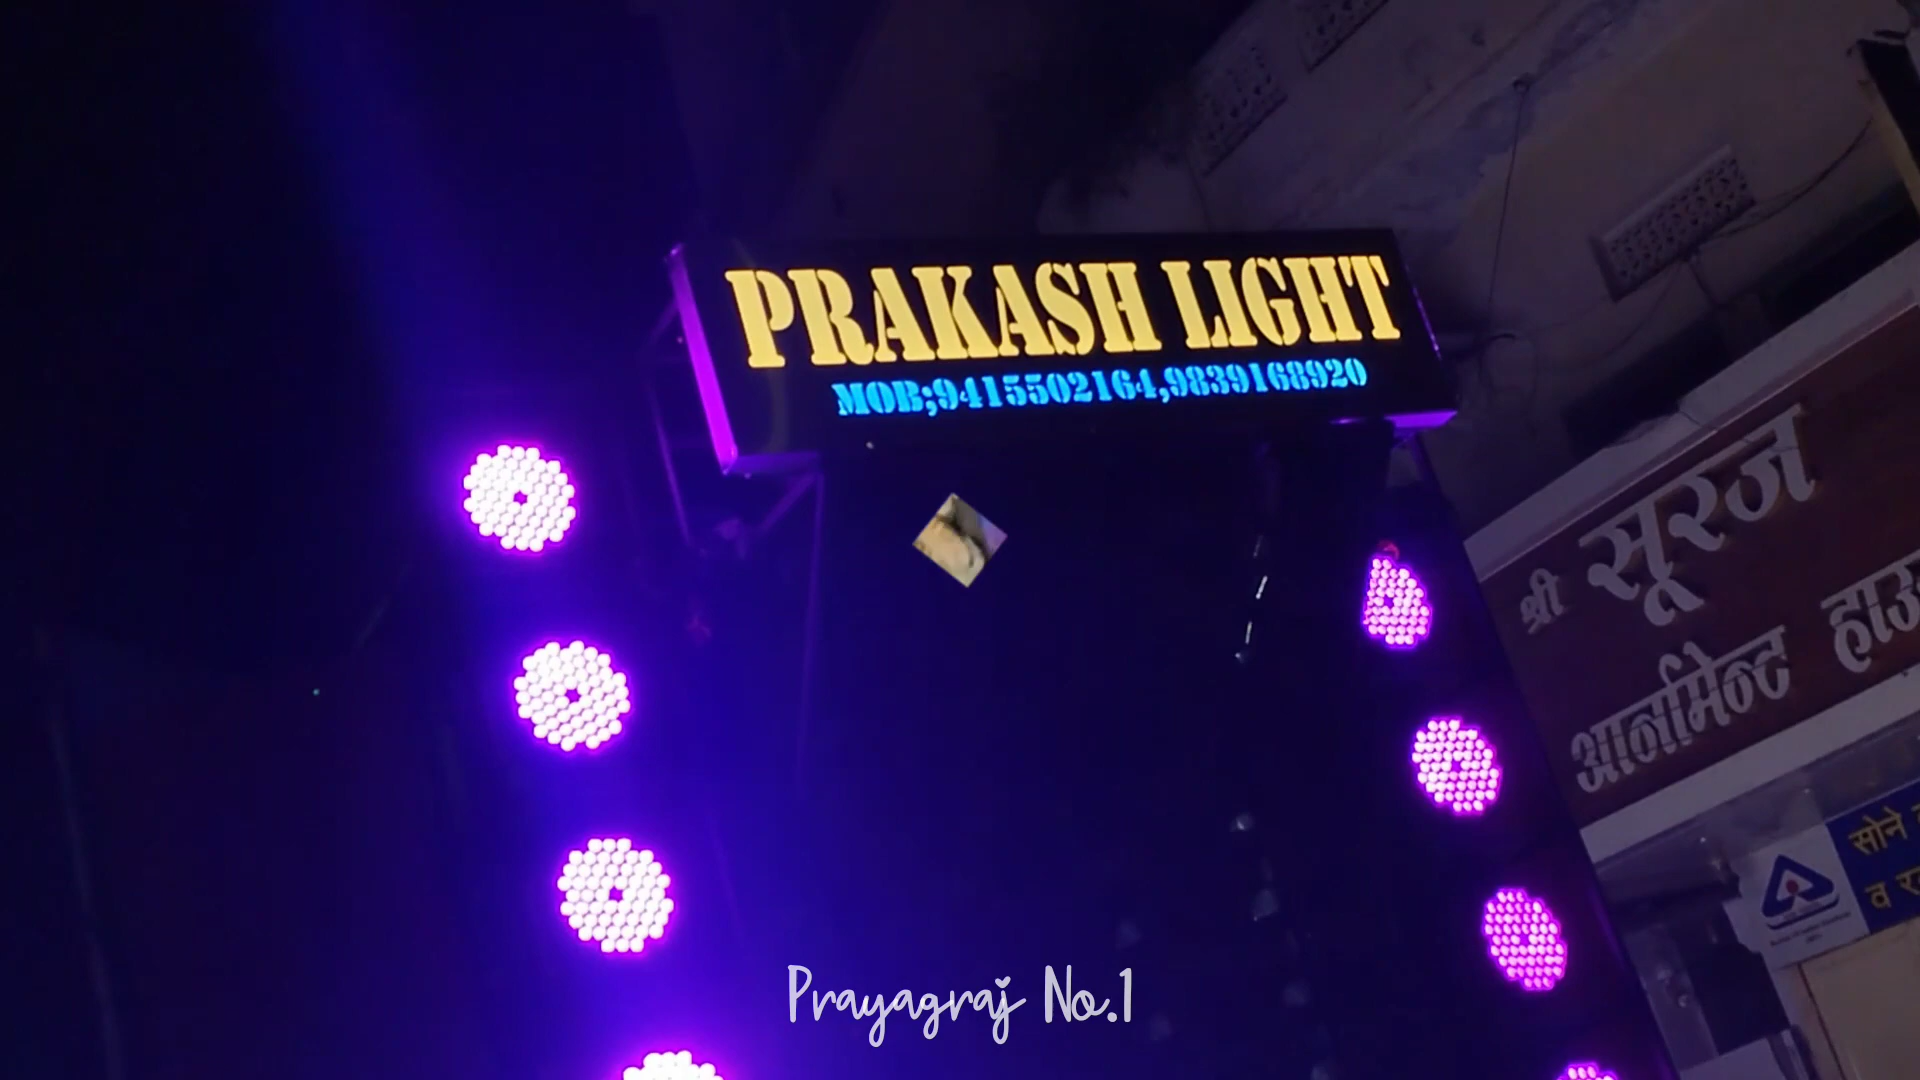 PRAKASH LIGHT
MOB;9415502164,9839168920
श्री सूरज
आर्नामेन्ट हाउ
सोने
व
Prayagraj No.1